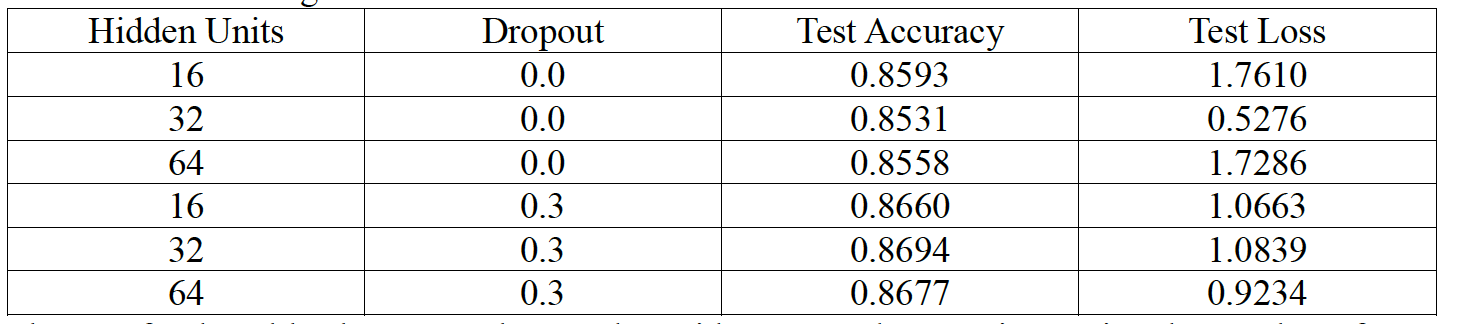 Hidden Units Dropout Test Accuracy Test Loss
16 0.0 0.8593 1.7610
32 0.0 0.8531 0.5276
64 0.0 0.8558 1.7286
16 0.3 0.8660 1.0663
32 0.3 0.8694 1.0839
64 0.3 0.8677 0.9234